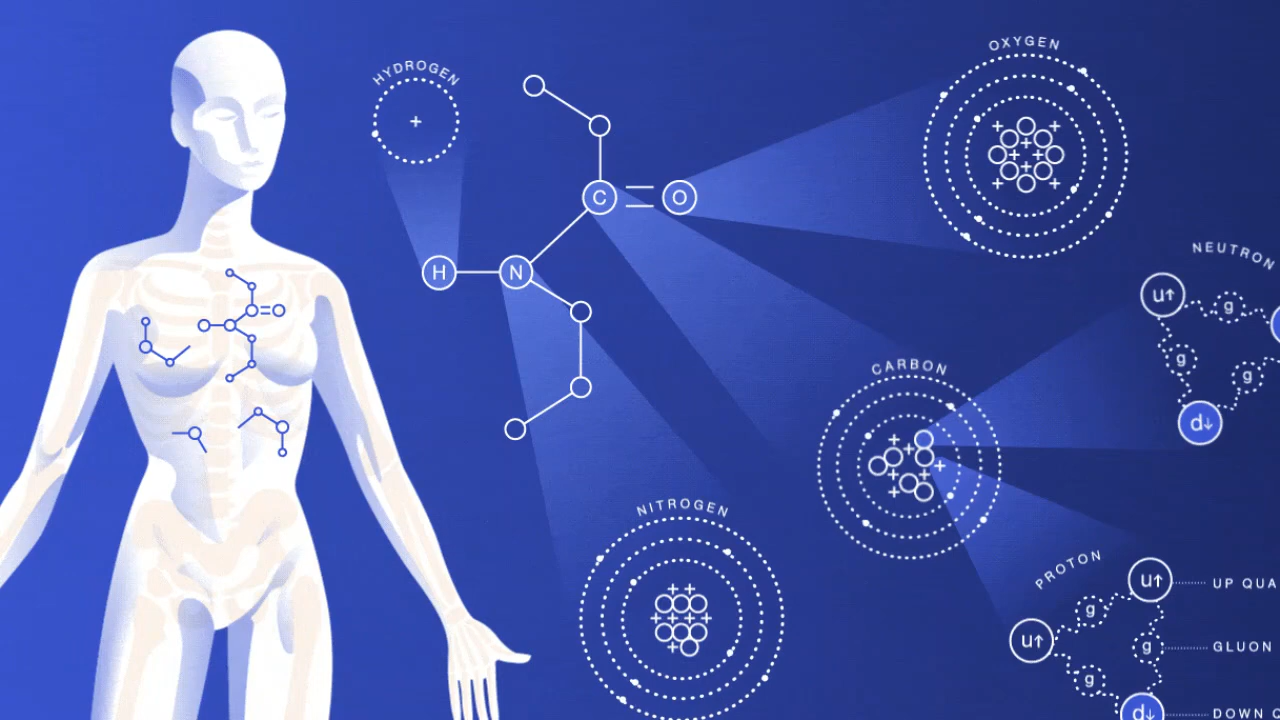 HYDROGEN
OXYGEN
C
O
H
N
NEUTRON
u↑
g
g
g
d↓
CARBON
NITROGEN
PROTON
u↑
UP QUA
g
u↑
g
GLUON
g
d↓
DOWN